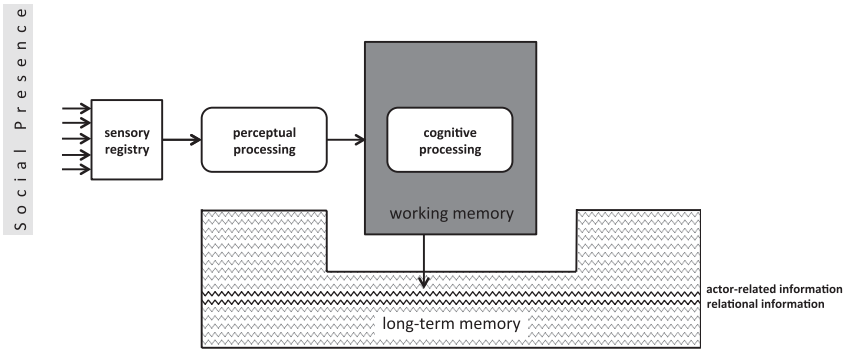 Social Presence
sensory
registry
perceptual
processing
cognitive
processing
working memory
actor-related information
relational information
long-term memory